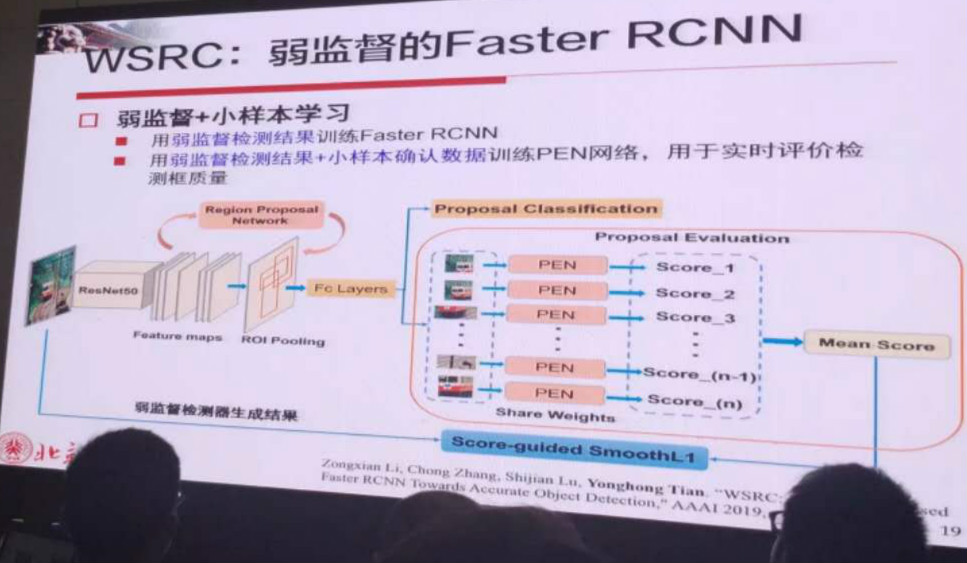 WSRC：弱监督的Faster RCNN
弱监督+小样本学习
用弱监督检测结果训练Faster RCNN
用弱监督检测结果+小样本确认数据训练PEN网络，用于实时评价检
测框质量
Region Proposal
Network
Proposal Classification
Proposal Evaluation
ResNet50
Feature maps
ROI Pooling
Fc Layers
PEN
Score_1
PEN
Score_2
PEN
Score_3
PEN
Score_(n-1)
PEN
Score_(n)
Share Weights
Mean Score
弱监督检测器生成结果
Score-guided SmoothL1
北
Zongxian Li, Chong Zhang, Shijian Lu, Yonghong Tian. "WSRC:
Faster RCNN Towards Accurate Object Detection," AAAI 2019,
19